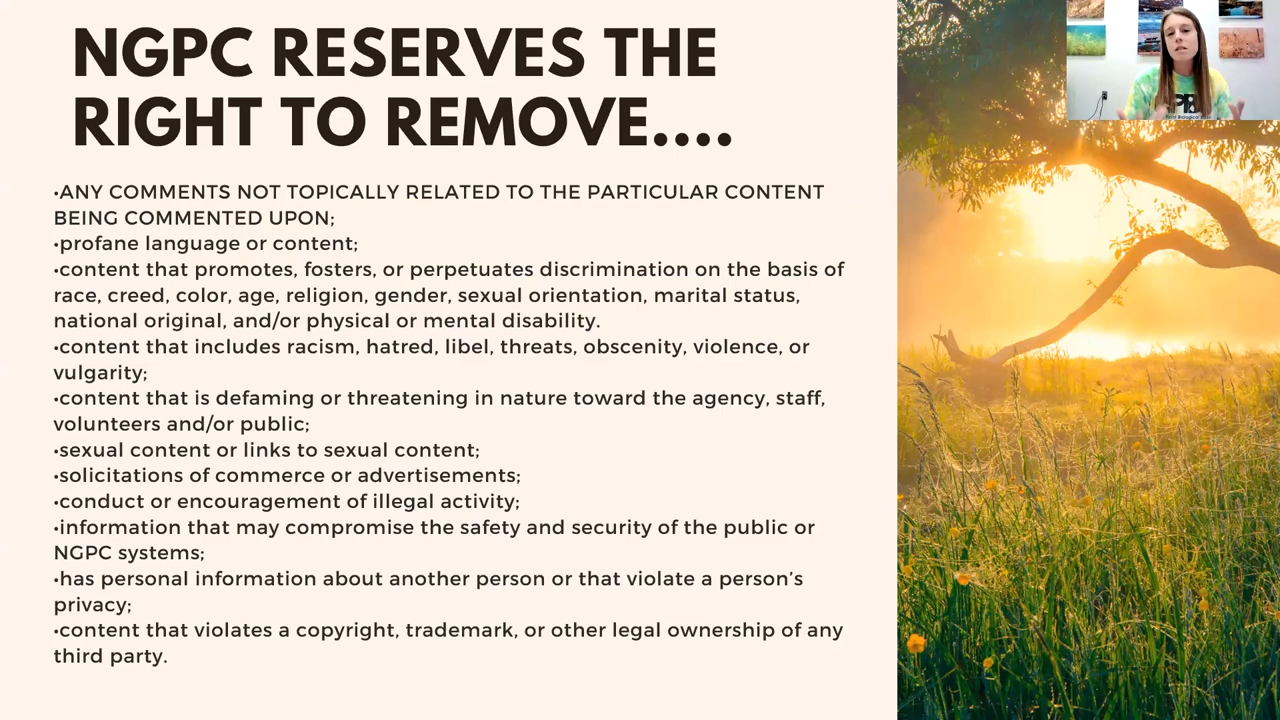 NGPC RESERVES THE
RIGHT TO REMOVE....
•ANY COMMENTS NOT TOPICALLY RELATED TO THE PARTICULAR CONTENT
BEING COMMENTED UPON;
•profane language or content;
•content that promotes, fosters, or perpetuates discrimination on the basis of
race, creed, color, age, religion, gender, sexual orientation, marital status,
national original, and/or physical or mental disability.
•content that includes racism, hatred, libel, threats, obscenity, violence, or
vulgarity;
•content that is defaming or threatening in nature toward the agency, staff,
volunteers and/or public;
•sexual content or links to sexual content;
•solicitations of commerce or advertisements;
•conduct or encouragement of illegal activity;
•information that may compromise the safety and security of the public or
NGPC systems;
•has personal information about another person or that violate a person's
privacy;
•content that violates a copyright, trademark, or other legal ownership of any
third party.